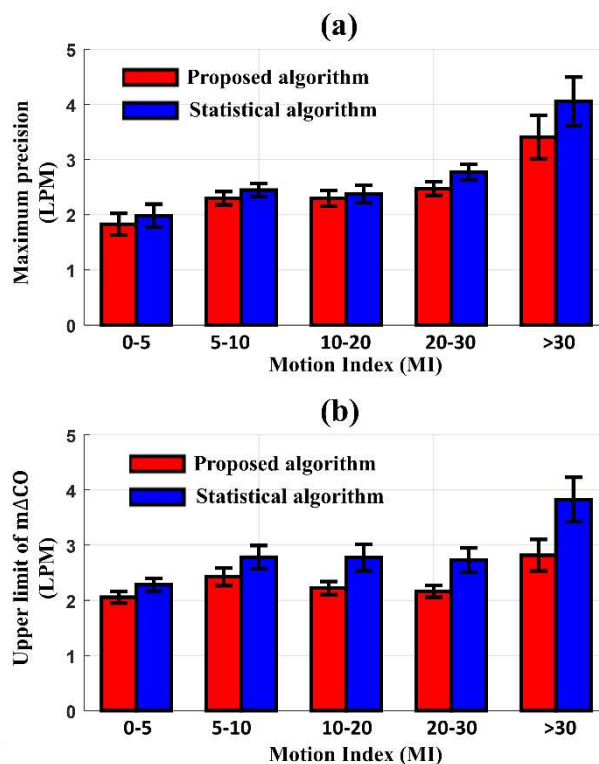 (a)
Maximum precision
(LPM)
5
4
3
2
1
0
Proposed algorithm
Statistical algorithm
0-5 5-10 10-20 20-30 >30
Motion Index (MI)
(b)
Upper limit of mΔCO
(LPM)
5
4
3
2
1
0
Proposed algorithm
Statistical algorithm
0-5 5-10 10-20 20-30 >30
Motion Index (MI)